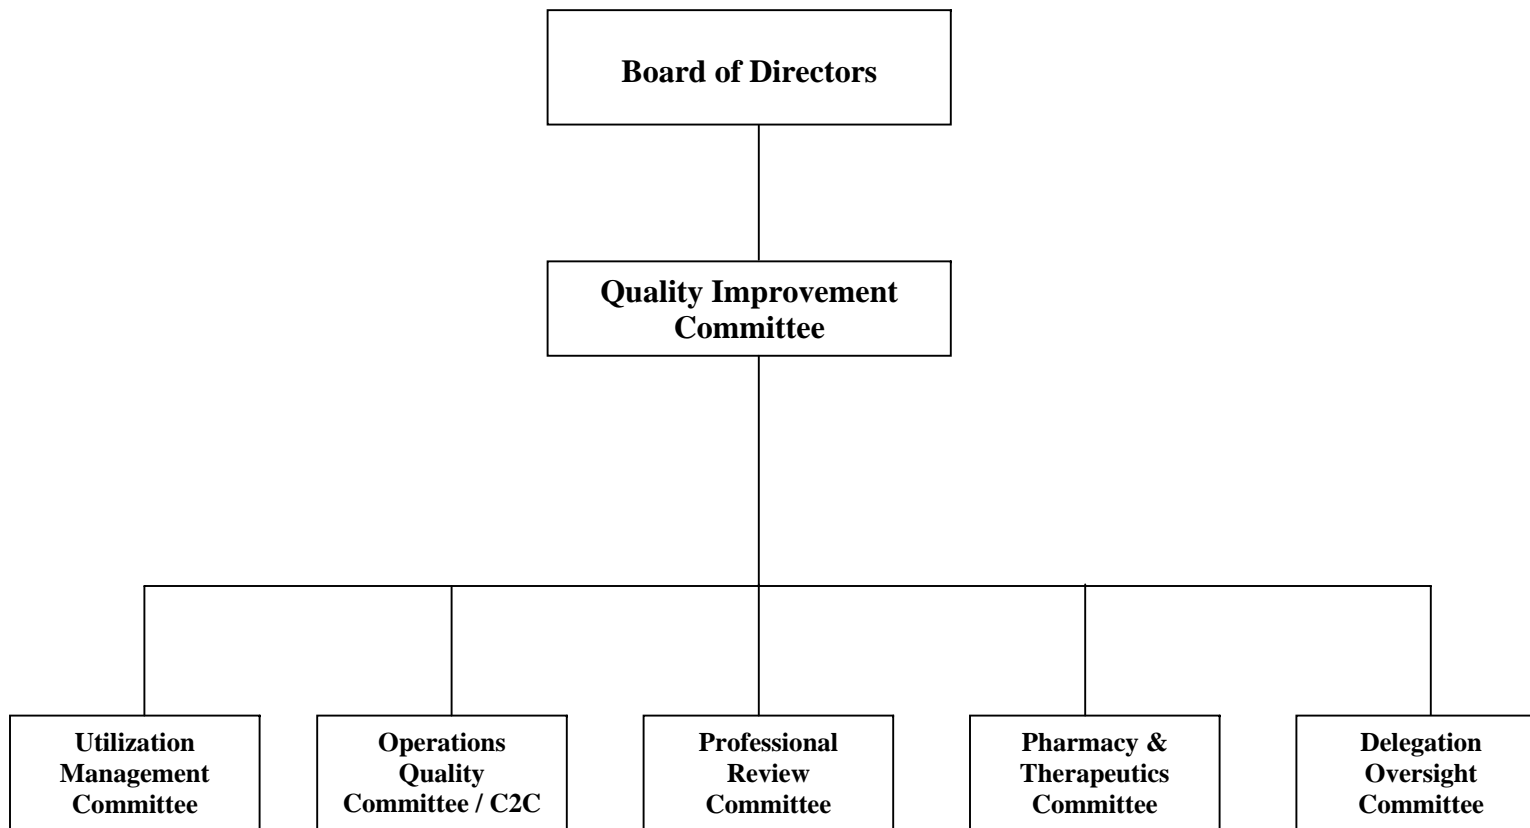 Board of Directors
Quality Improvement
Committee
Utilization
Management
Committee
Operations
Quality
Committee / C2C
Professional
Review
Committee
Pharmacy &
Therapeutics
Committee
Delegation
Oversight
Committee